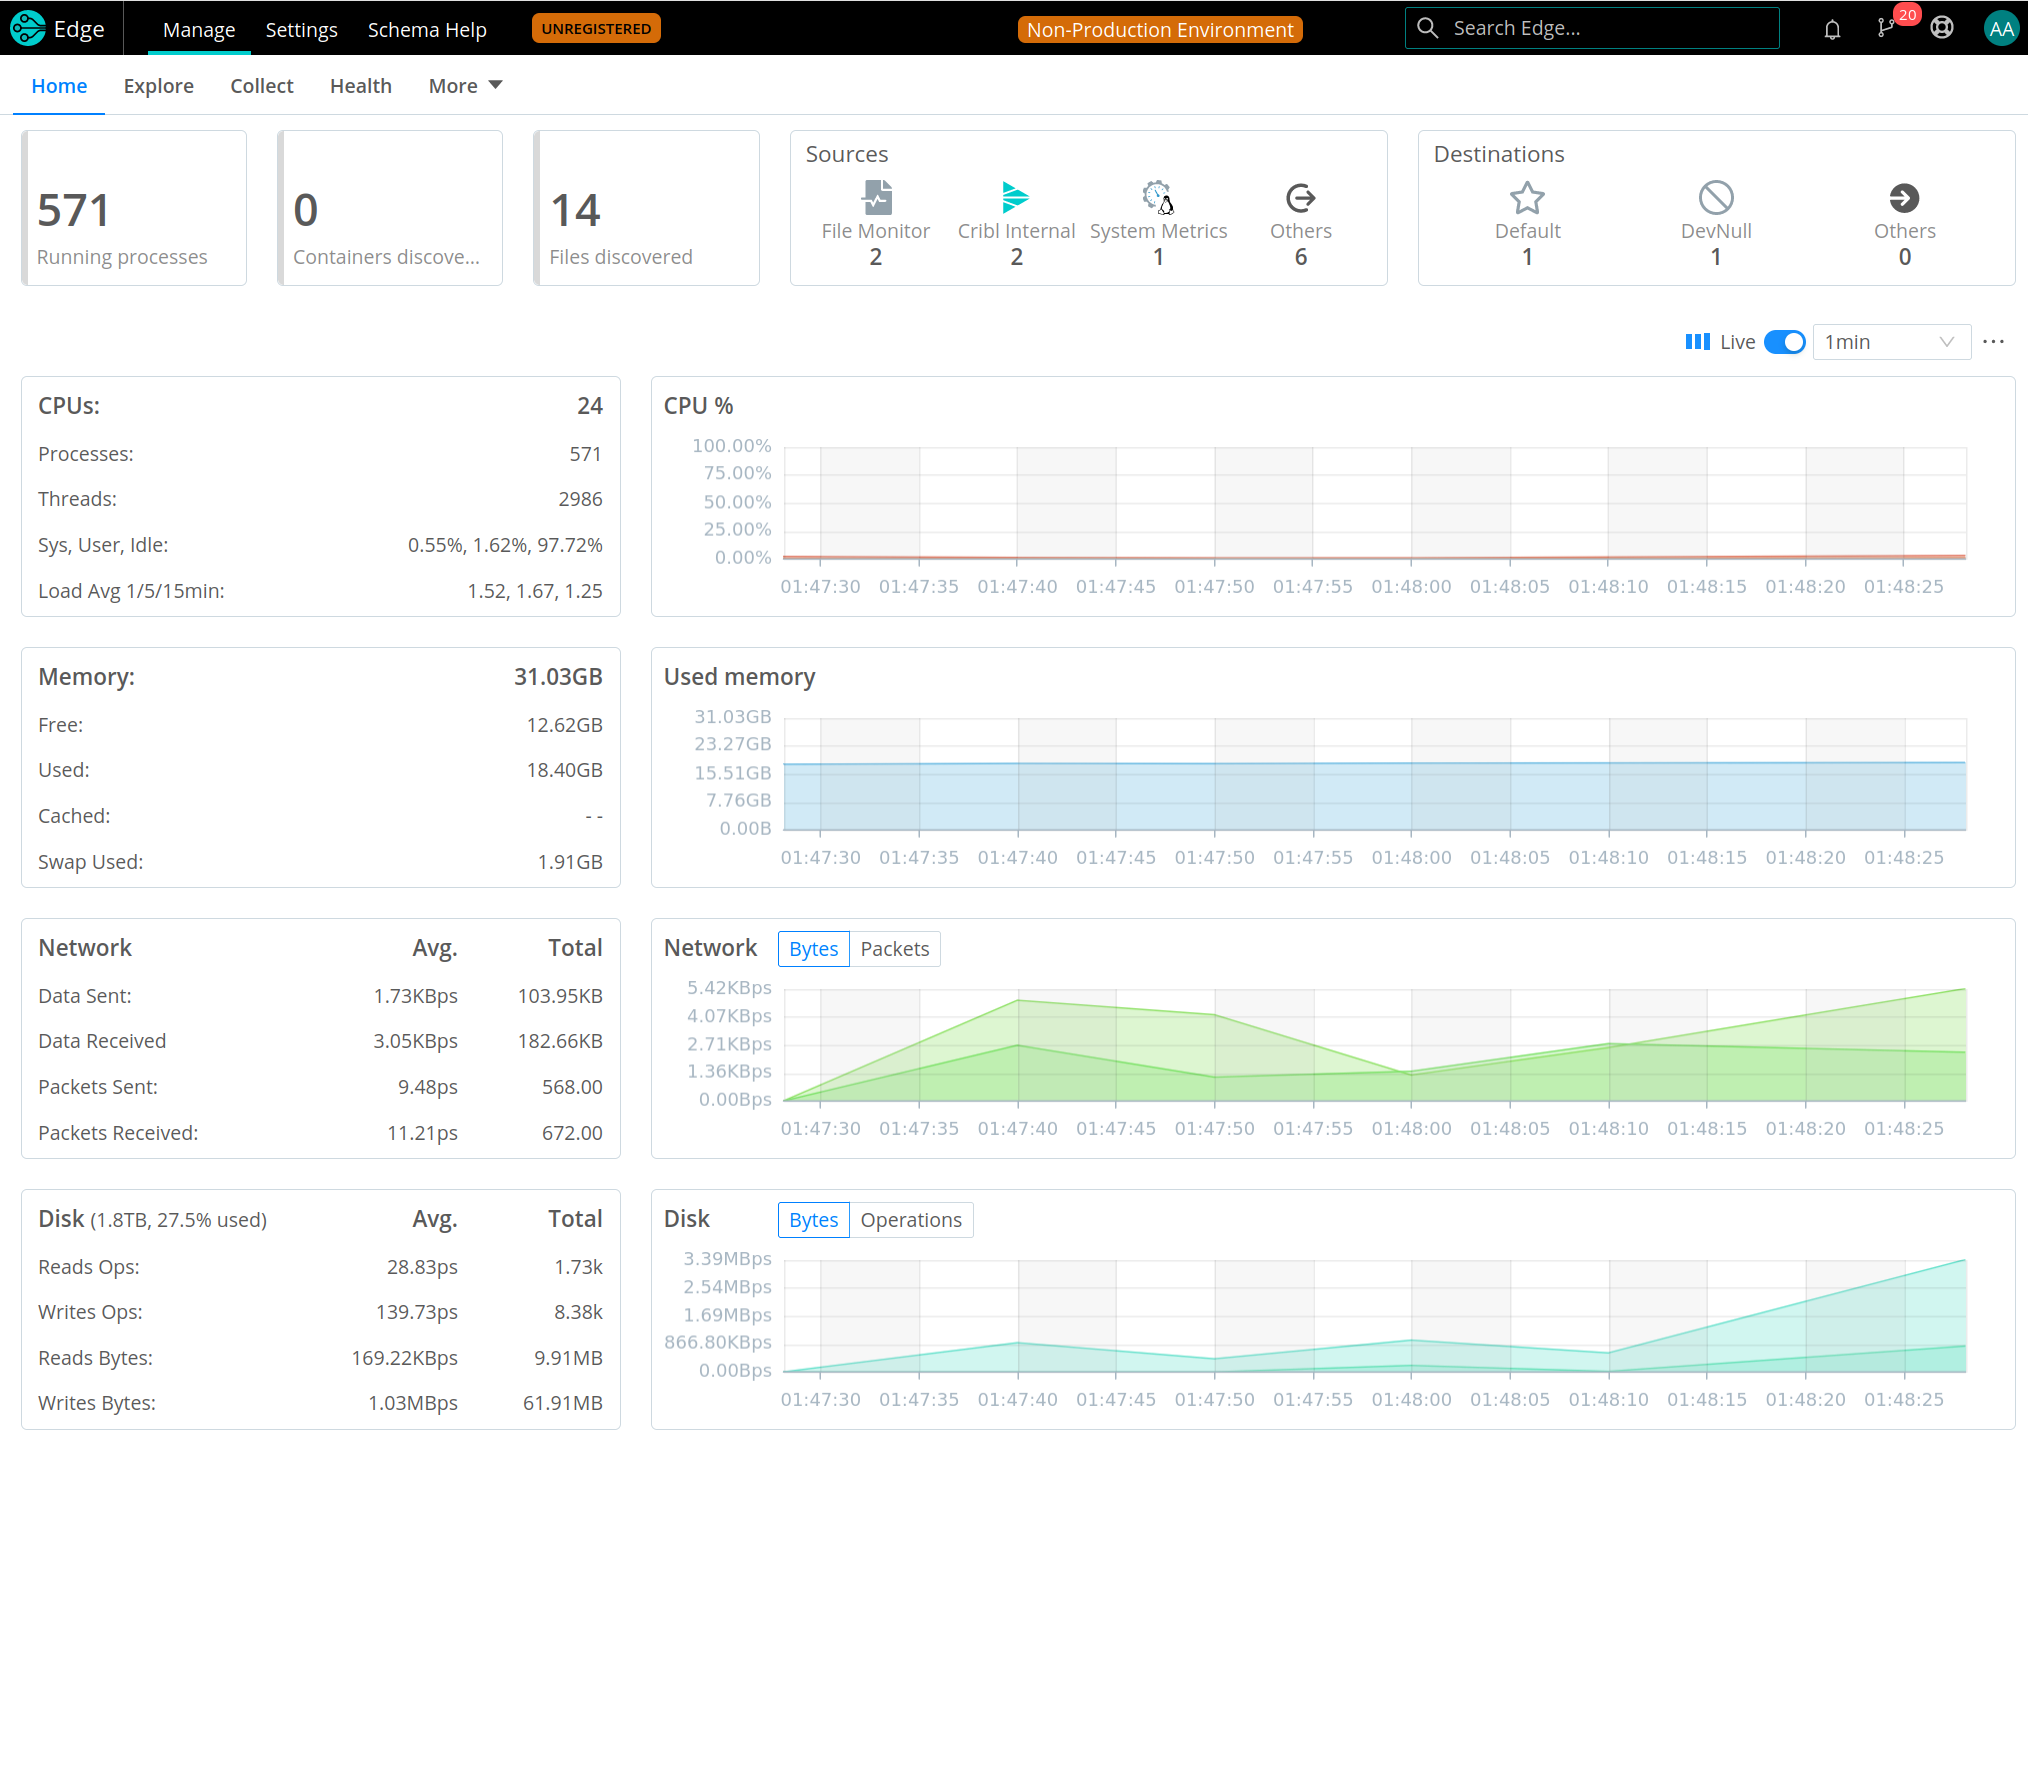 Edge
Manage
Settings
Schema Help
UNREGISTERED
Non-Production Environment
Search Edge...
20
AA
Home
Explore
Collect
Health
More
571
Running processes
0
Containers discove...
14
Files discovered
Sources
File Monitor
2
Cribl Internal
2
System Metrics
1
Others
6
Destinations
Default
1
DevNull
1
Others
0
Live
1min
CPUs: 24
Processes: 571
Threads: 2986
Sys, User, Idle: 0.55%, 1.62%, 97.72%
Load Avg 1/5/15min: 1.52, 1.67, 1.25
CPU %
100.00%
75.00%
50.00%
25.00%
0.00%
01:47:30 01:47:35 01:47:40 01:47:45 01:47:50 01:47:55 01:48:00 01:48:05 01:48:10 01:48:15 01:48:20 01:48:25
Memory: 31.03GB
Free: 12.62GB
Used: 18.40GB
Cached: - -
Swap Used: 1.91GB
Used memory
31.03GB
23.27GB
15.51GB
7.76GB
0.00B
01:47:30 01:47:35 01:47:40 01:47:45 01:47:50 01:47:55 01:48:00 01:48:05 01:48:10 01:48:15 01:48:20 01:48:25
Network Avg. Total
Data Sent: 1.73KBps 103.95KB
Data Received 3.05KBps 182.66KB
Packets Sent: 9.48ps 568.00
Packets Received: 11.21ps 672.00
Network Bytes Packets
5.42KBps
4.07KBps
2.71KBps
1.36KBps
0.00Bps
01:47:30 01:47:35 01:47:40 01:47:45 01:47:50 01:47:55 01:48:00 01:48:05 01:48:10 01:48:15 01:48:20 01:48:25
Disk (1.8TB, 27.5% used) Avg. Total
Reads Ops: 28.83ps 1.73k
Writes Ops: 139.73ps 8.38k
Reads Bytes: 169.22KBps 9.91MB
Writes Bytes: 1.03MBps 61.91MB
Disk Bytes Operations
3.39MBps
2.54MBps
1.69MBps
866.80KBps
0.00Bps
01:47:30 01:47:35 01:47:40 01:47:45 01:47:50 01:47:55 01:48:00 01:48:05 01:48:10 01:48:15 01:48:20 01:48:25